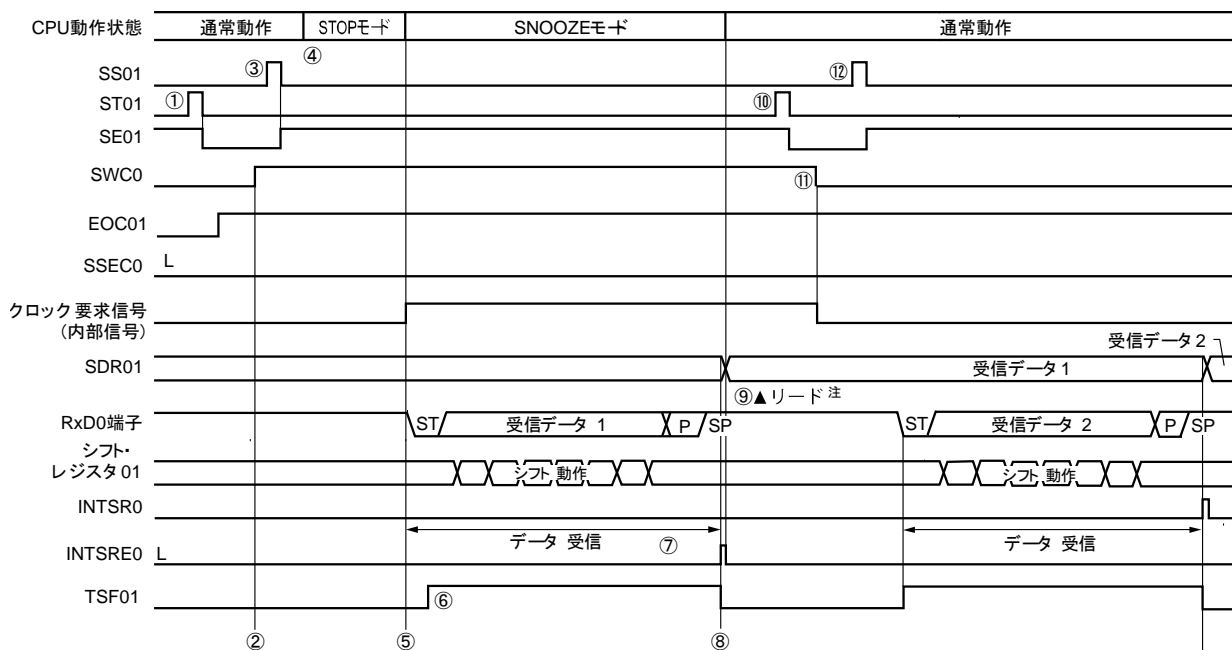 CPU動作状態 通常動作 STOPモード SNOOZEモード 通常動作
SS01 ③ ④ ⑫
ST01 ① ⑩
SE01
SWC0 ⑪
EOC01
SSEC0 L
クロック要求信号
(内部信号)
受信データ2
SDR01 受信データ1
⑨▲リード注
RxD0端子 ST 受信データ 1 P SP ST 受信データ 2 P SP
シフト・
レジスタ01 シフト動作 シフト動作
INTSR0
データ 受信 データ 受信
INTSRE0 L ⑦
TSF01 ⑥
② ⑤ ⑧